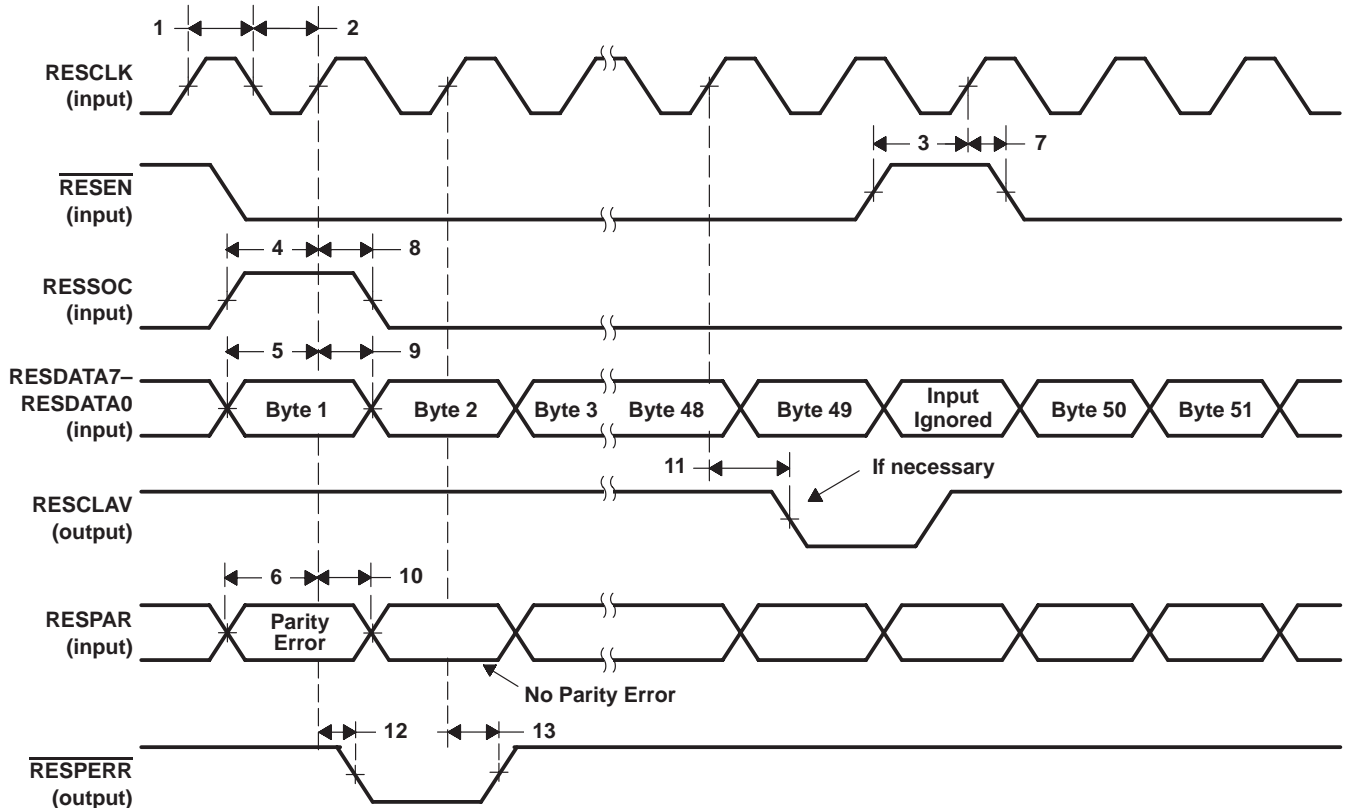 1 2
RESCLK
(input)
3 7
RESEN
(input)
4 8
RESSOC
(input)
5 9
RESDATA7–
RESDATA0
(input)
Byte 1 Byte 2 Byte 3 Byte 48 Byte 49 Input Ignored Byte 50 Byte 51
11 If necessary
RESCLAV
(output)
6 10
RESPAR
(input)
Parity
Error
No Parity Error
12 13
RESPERR
(output)